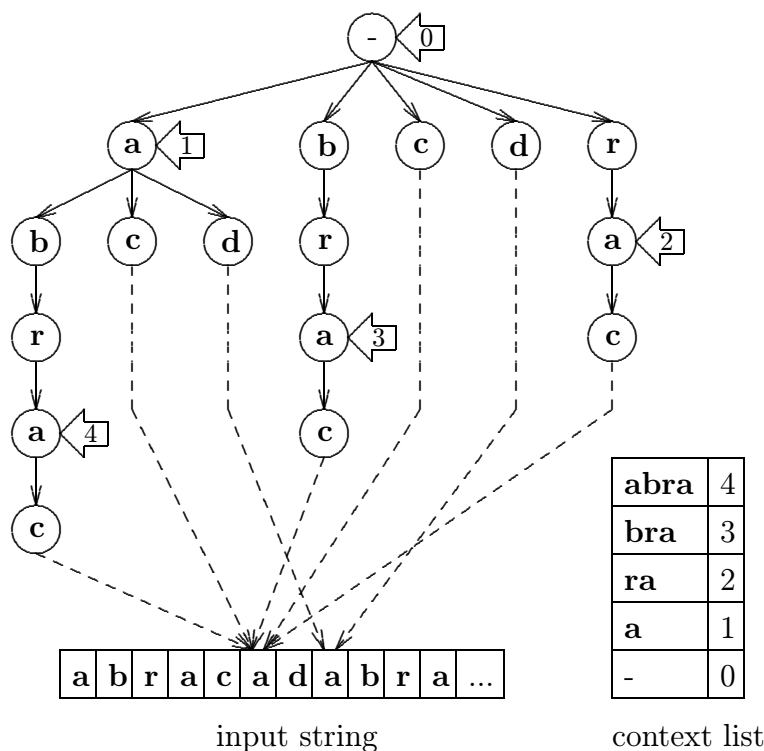 - 0
a 1 b c d r
b c d r a 2
r a 3 c
a 4 c
c
abra 4
bra 3
ra 2
a 1
- 0
a b r a c a d a b r a ...
input string
context list